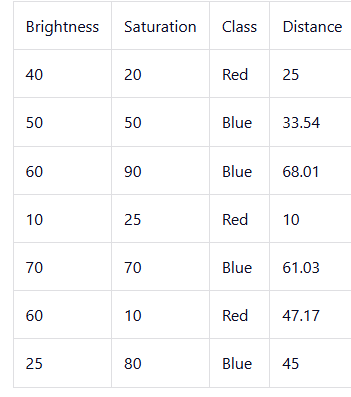 Brightness Saturation Class Distance
40 20 Red 25
50 50 Blue 33.54
60 90 Blue 68.01
10 25 Red 10
70 70 Blue 61.03
60 10 Red 47.17
25 80 Blue 45